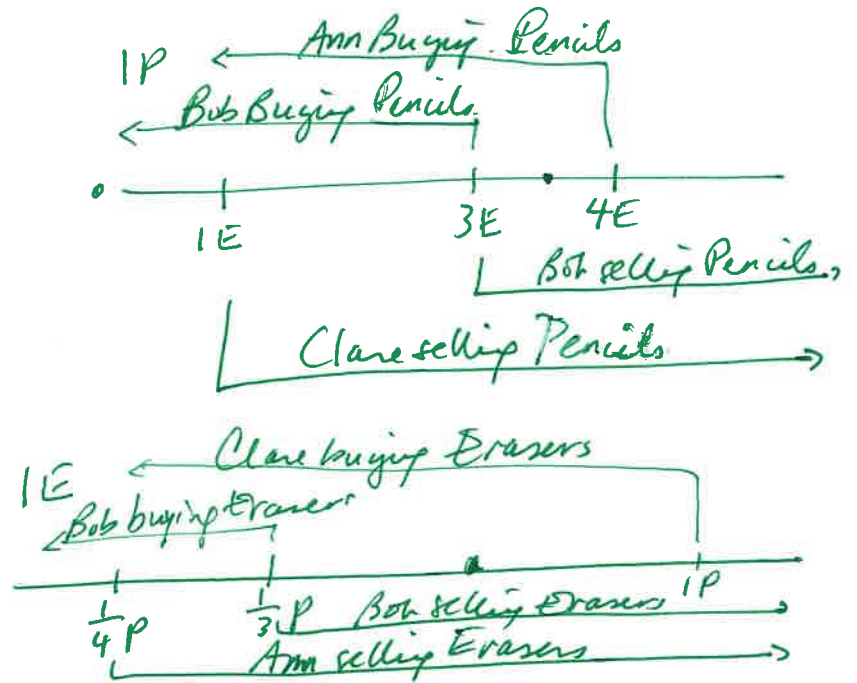 1P
Ann Buying Pencils
Bob Buying Pencils
0
1E 3E 4E
Bob selling Pencils
Clare selling Pencils
1E
Clare buying Erasers
Bob buying Erasers
1/4 P 1/3 P 1P
Bob selling Erasers
Ann selling Erasers